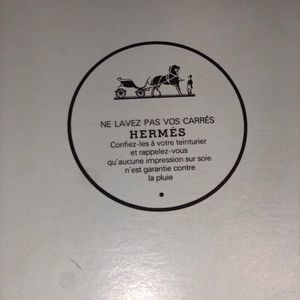 NE LAVEZ PAS VOS CARRÉS
HERMÈS
Confiez-les à votre teinturier
et rappelez-vous
qu'aucune impression sur soie
n'est garantie contre
la pluie